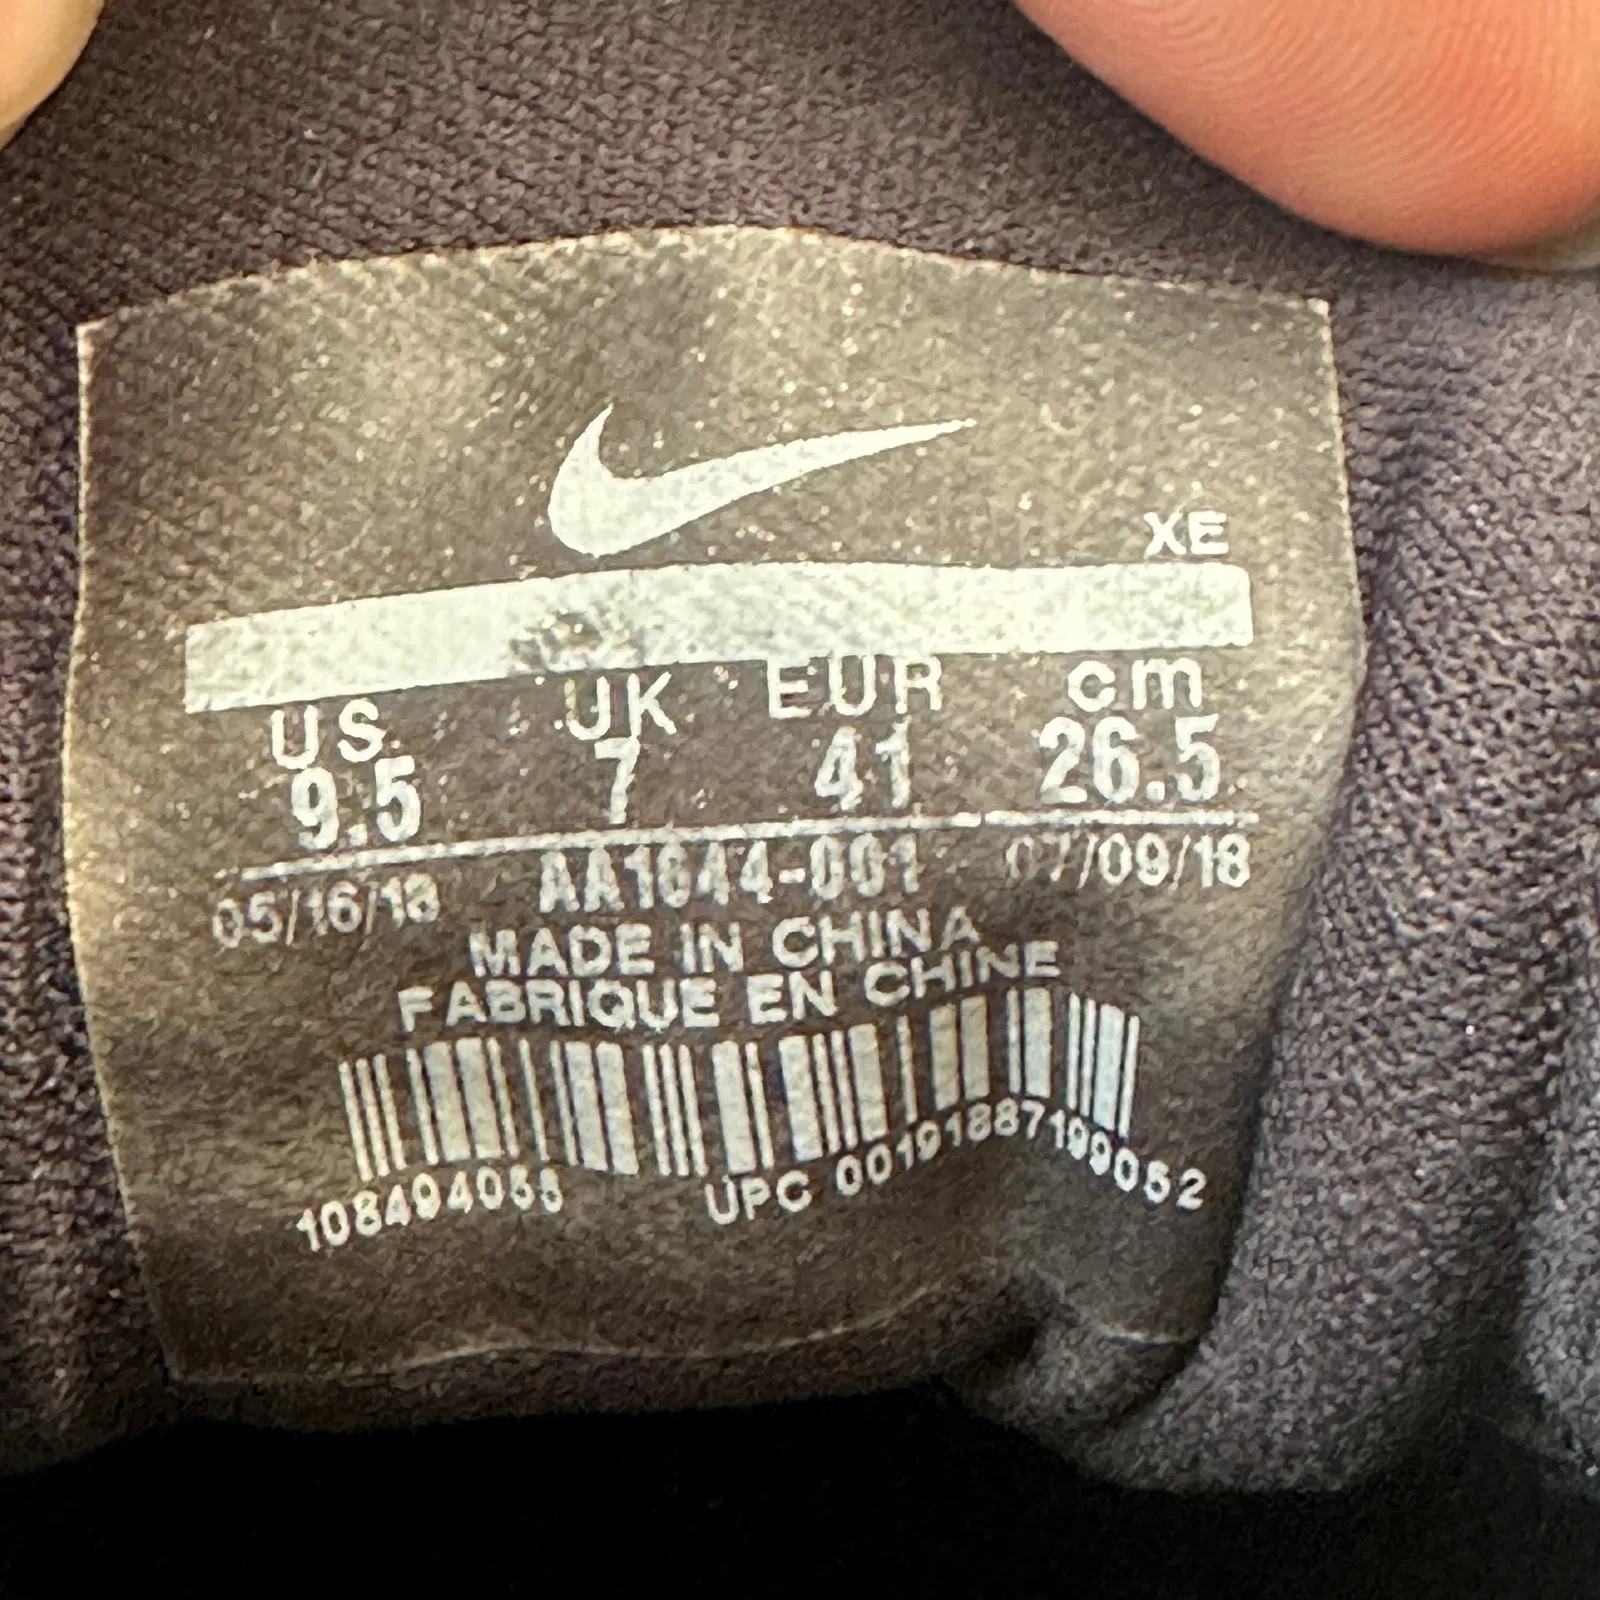 XE
US UK EUR cm
9.5 7 41 26.5
05/16/18 AA1644-001 07/09/18
MADE IN CHINA
FABRIQUE EN CHINE
UPC 00191887199052